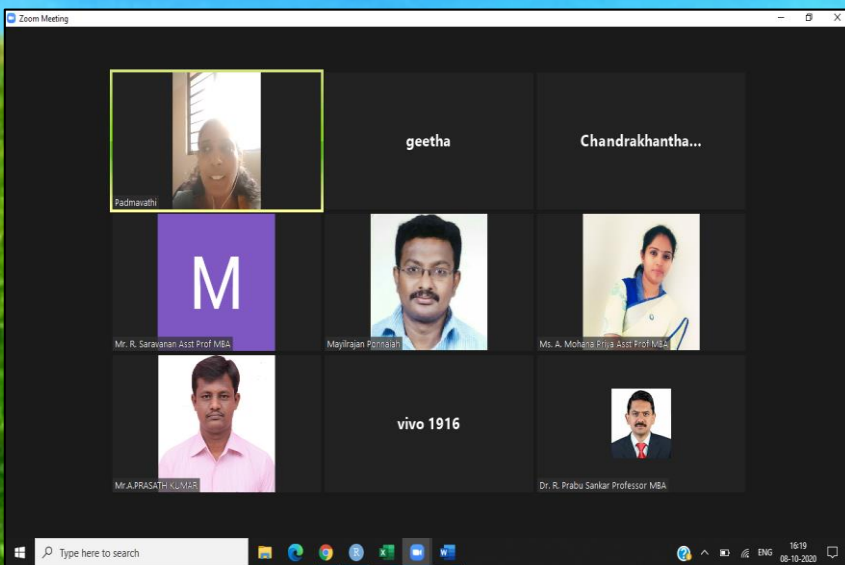 Zoom Meeting
Padmavathi
geetha
Chandrakhantha...
M
Mr. R. Saravanan Asst Prof MBA
Mayilrajan Ponnaiah
Ms. A. Mohana Priya Asst Prof MBA
Mr.A.PRASATH KUMAR
vivo 1916
Dr. R. Prabu Sankar Professor MBA
Type here to search
ENG
16:19
08-10-2020